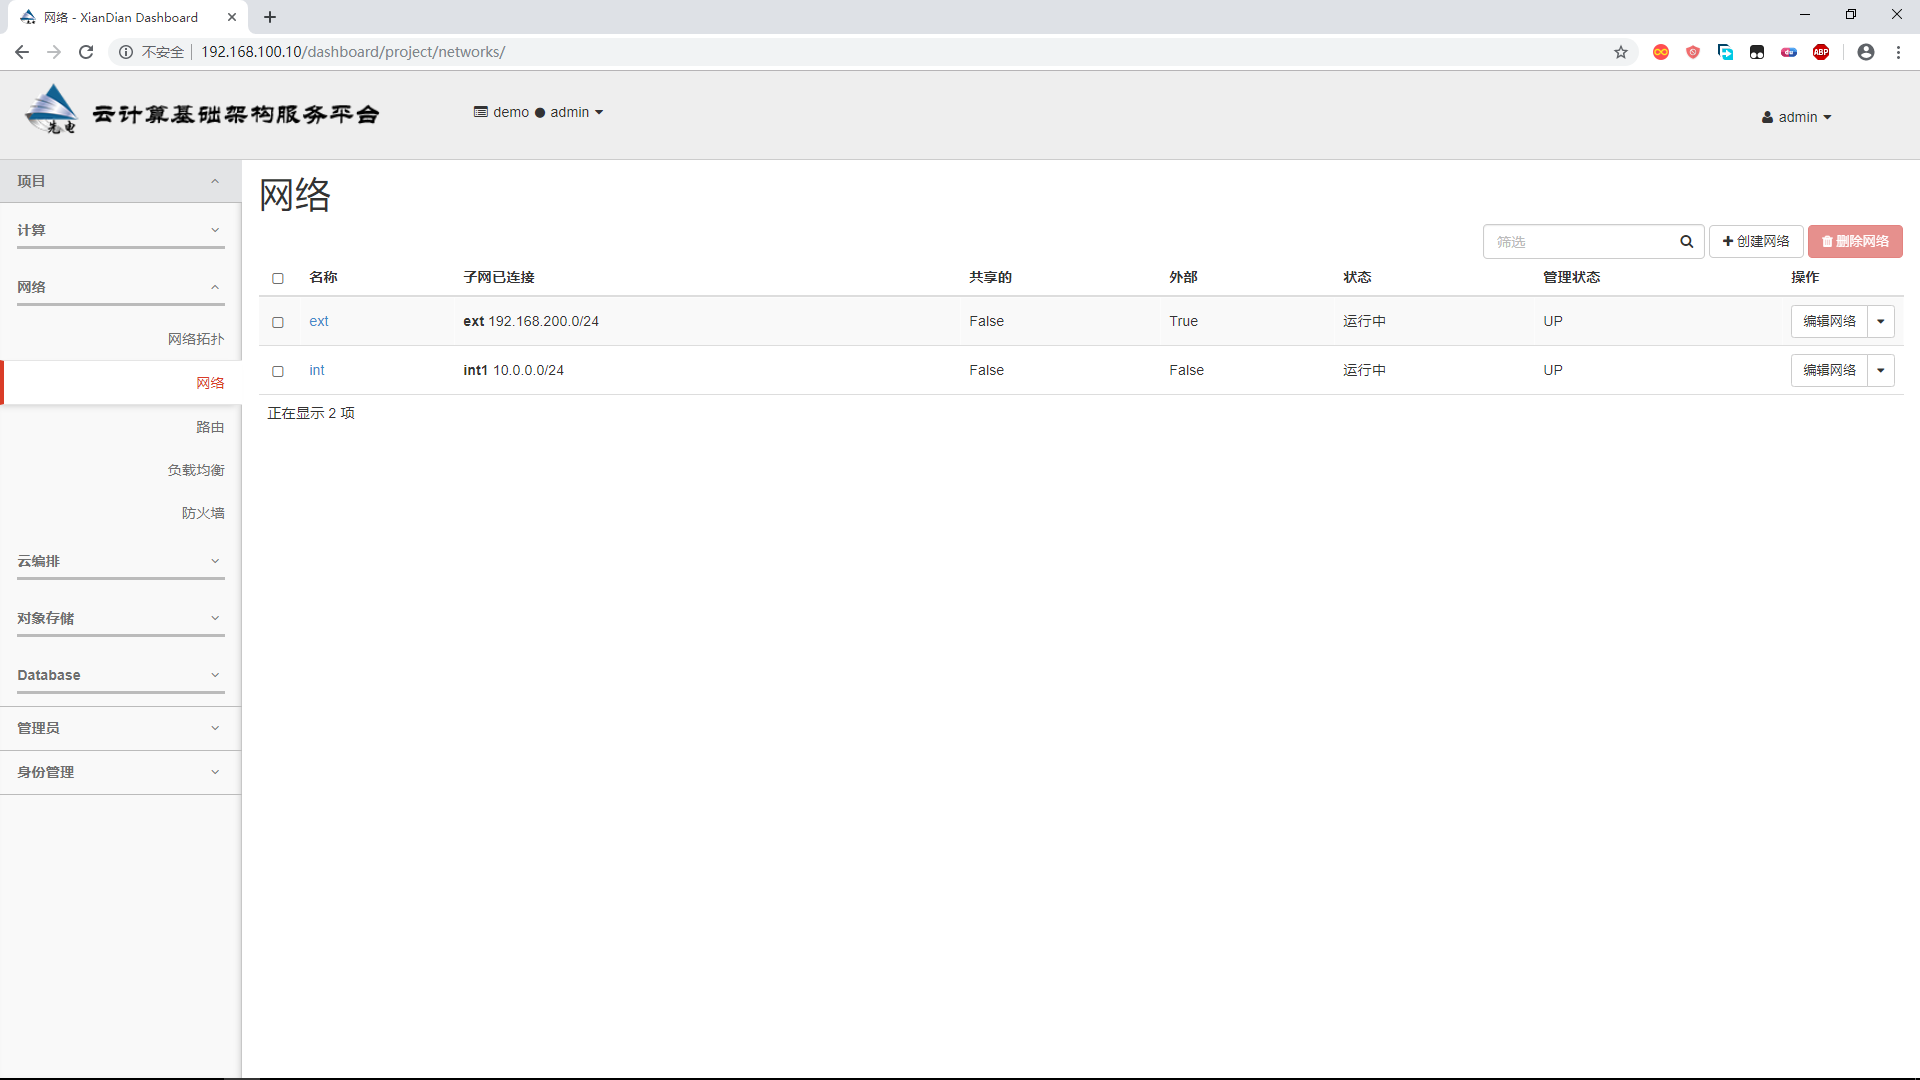 网络 - XianDian Dashboard
不安全 192.168.100.10/dashboard/project/networks/
先电 云计算基础架构服务平台
demo ● admin
admin
项目
计算
网络
网络拓扑
网络
路由
负载均衡
防火墙
云编排
对象存储
Database
管理员
身份管理
网络
筛选 创建网络 删除网络
名称 子网已连接 共享的 外部 状态 管理状态 操作
ext ext 192.168.200.0/24 False True 运行中 UP 编辑网络
int int1 10.0.0.0/24 False False 运行中 UP 编辑网络
正在显示 2 项
du
ABP